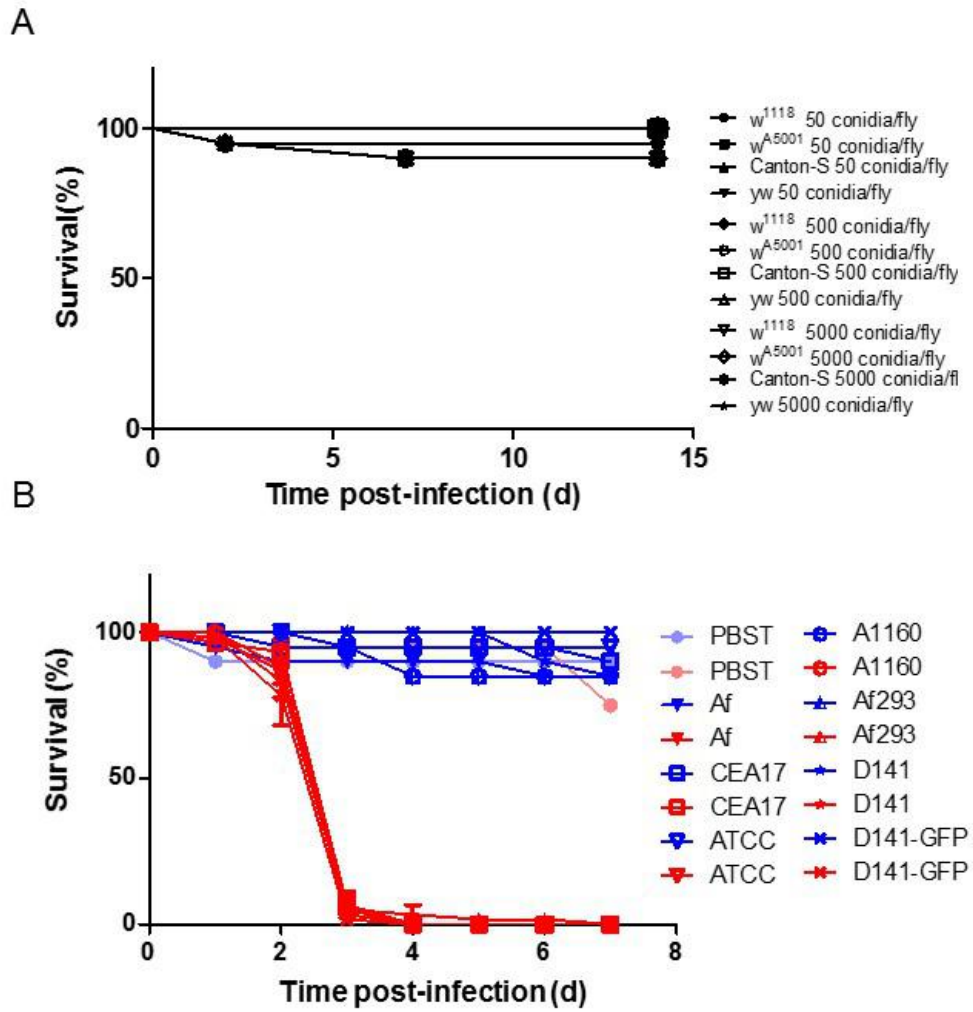 A
Survival(%)
100
50
0
0 5 10 15
Time post-infection (d)
w1118 50 conidia/fly
wA5001 50 conidia/fly
Canton-S 50 conidia/fly
yw 50 conidia/fly
w1118 500 conidia/fly
wA5001 500 conidia/fly
Canton-S 500 conidia/fly
yw 500 conidia/fly
w1118 5000 conidia/fly
wA5001 5000 conidia/fly
Canton-S 5000 conidia/fl
yw 5000 conidia/fly
B
Survival (%)
100
50
0
0 2 4 6 8
Time post-infection (d)
PBST
PBST
Af
Af
CEA17
CEA17
ATCC
ATCC
A1160
A1160
Af293
Af293
D141
D141
D141-GFP
D141-GFP